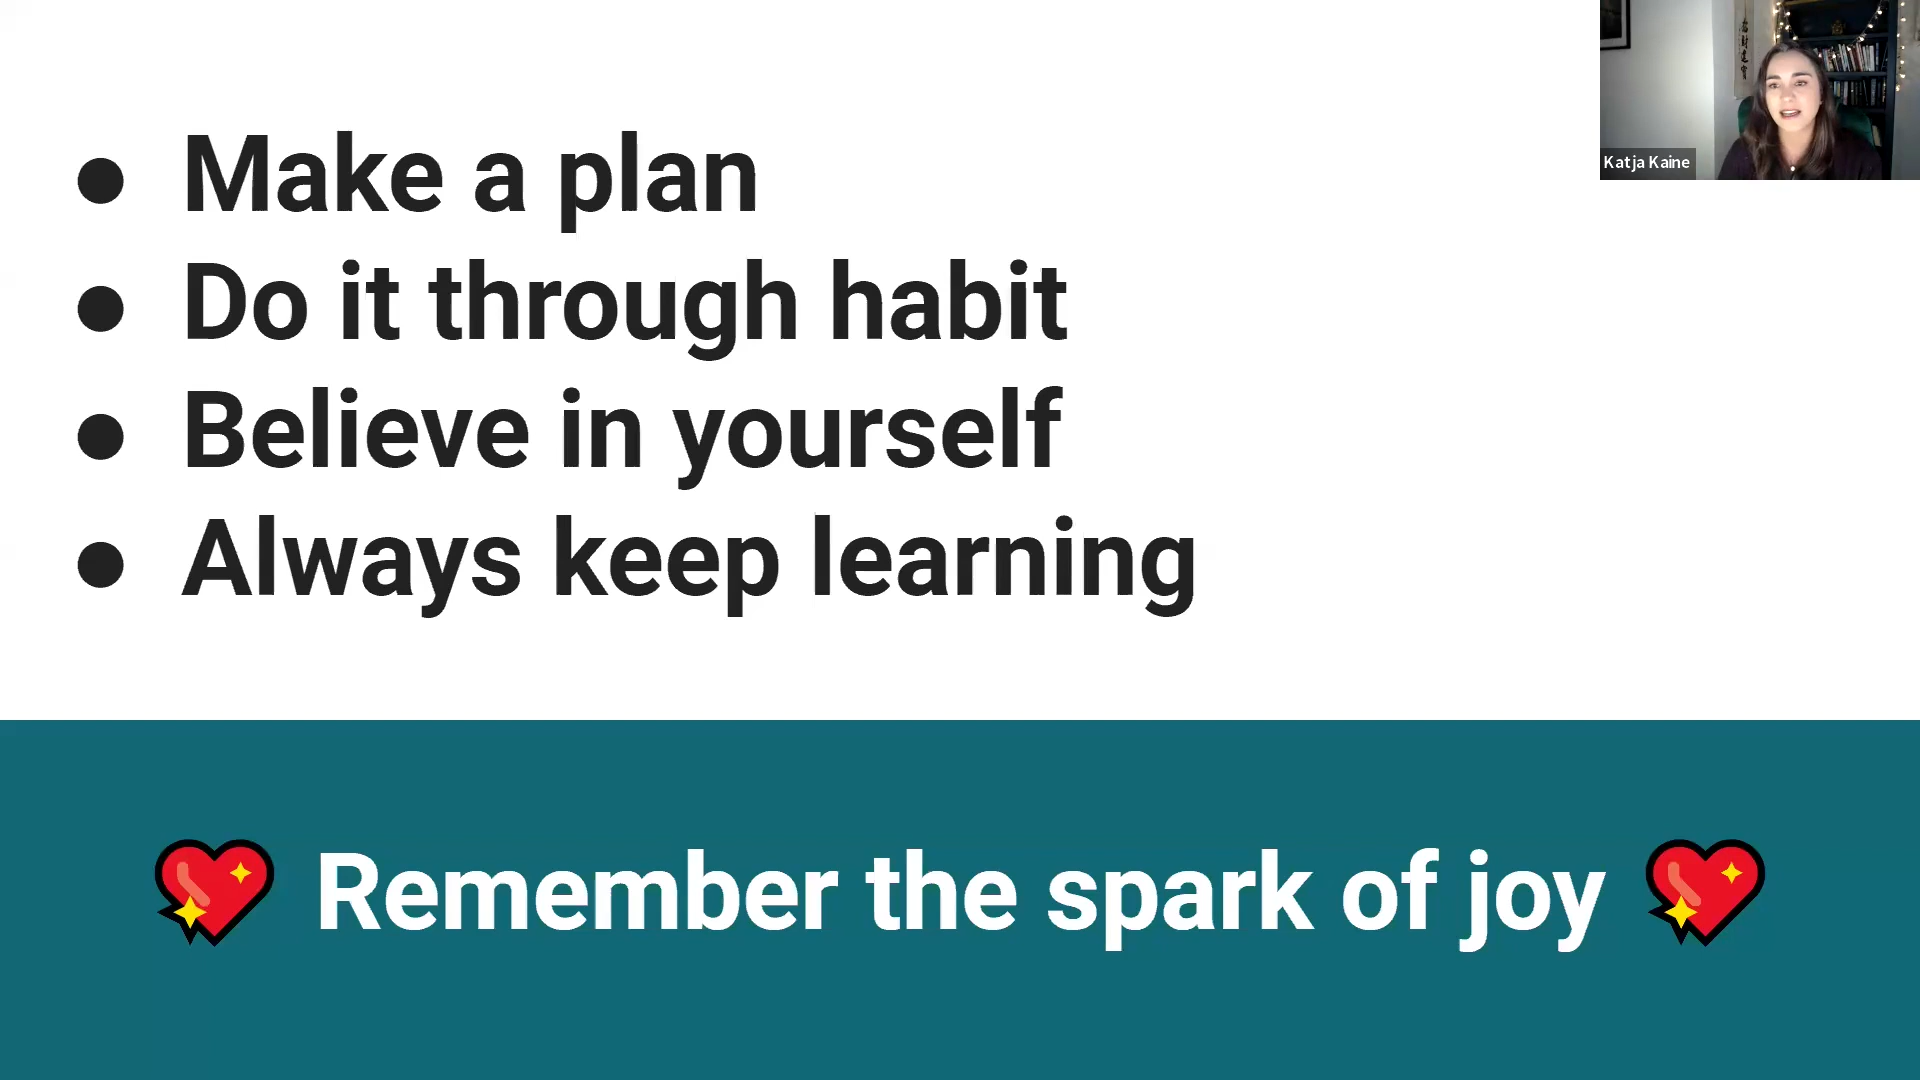 ● Make a plan
● Do it through habit
● Believe in yourself
● Always keep learning
💖 Remember the spark of joy 💖
Katja Kaine